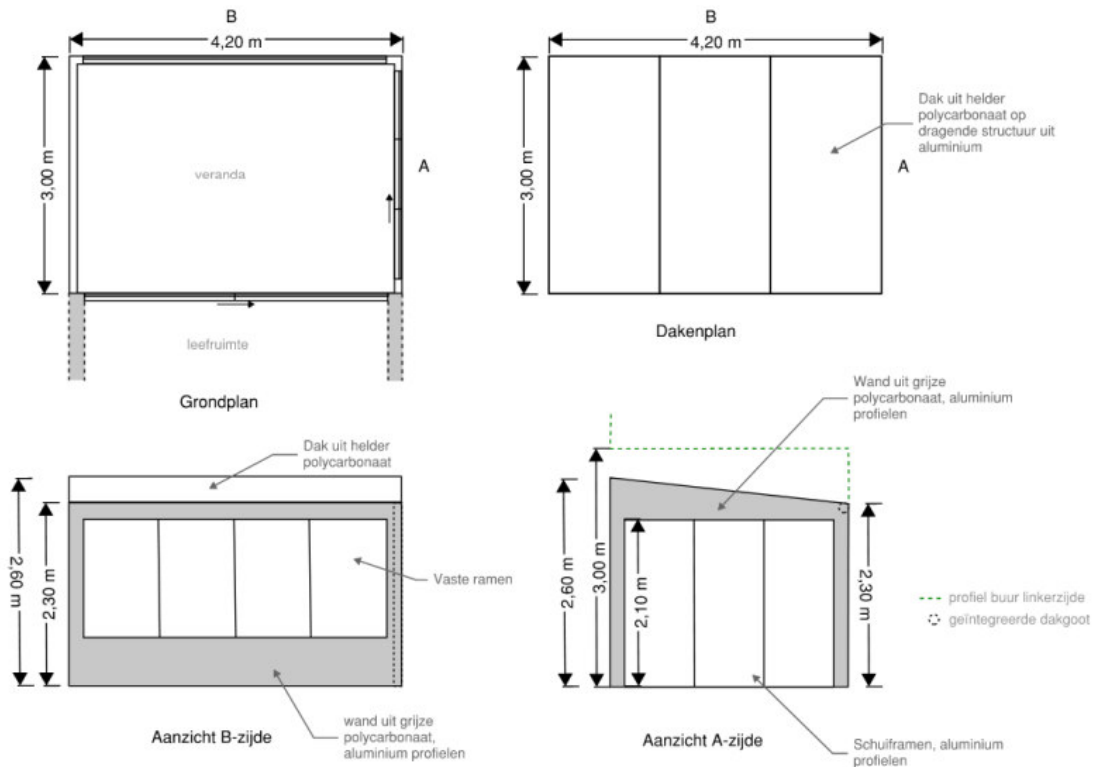 B
4,20 m
3,00 m
veranda
A
leefruimte
Grondplan
B
4,20 m
3,00 m
Dak uit helder
polycarbonaat op
dragende structuur uit
aluminium
A
Dakenplan
Dak uit helder
polycarbonaat
2,60 m
2,30 m
Vaste ramen
Aanzicht B-zijde
wand uit grijze
polycarbonaat,
aluminium profielen
Wand uit grijze
polycarbonaat, aluminium
profielen
2,60 m
3,00 m
2,10 m
2,30 m
profiel buur linkerzijde
geïntegreerde dakgoot
Aanzicht A-zijde
Schuiframen, aluminium
profielen